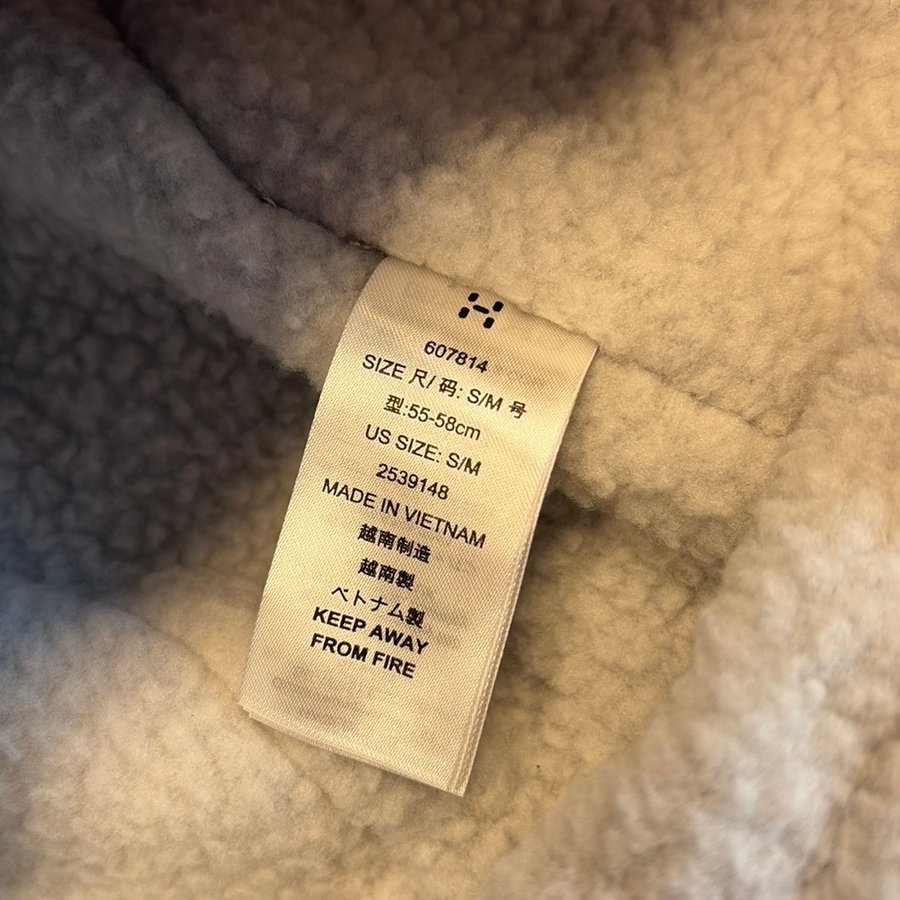 607814
SIZE 尺/ 码: S/M 号
型:55-58cm
US SIZE: S/M
2539148
MADE IN VIETNAM
越南制造
越南製
ベトナム製
KEEP AWAY
FROM FIRE